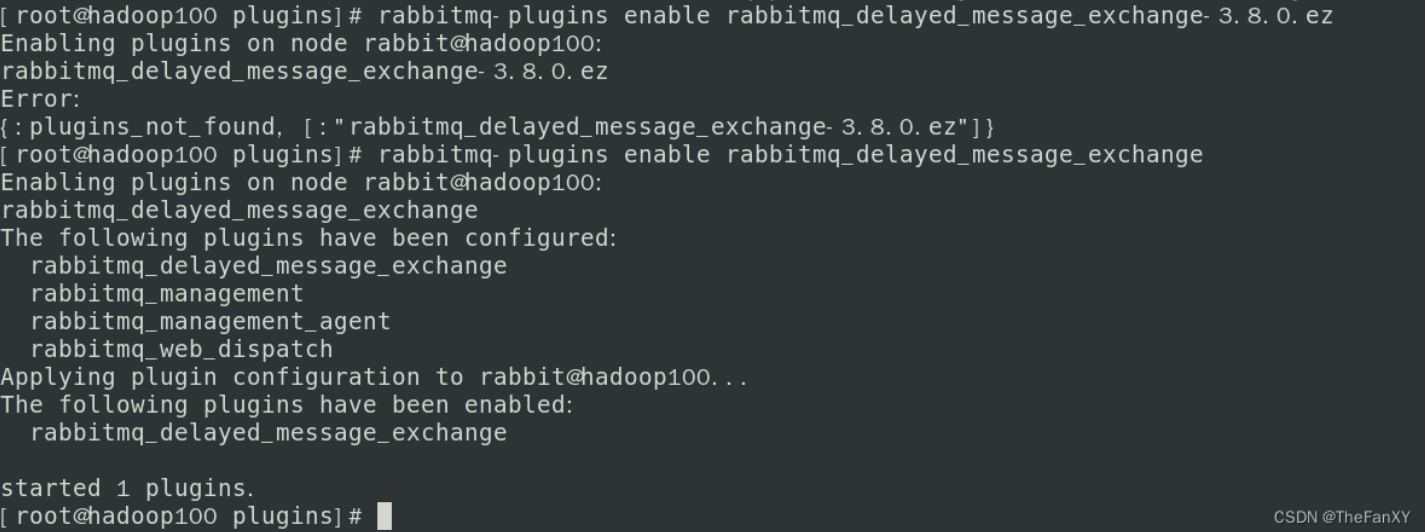 [root@hadoop100 plugins]# rabbitmq-plugins enable rabbitmq_delayed_message_exchange-3.8.0.ez
Enabling plugins on node rabbit@hadoop100:
rabbitmq_delayed_message_exchange-3.8.0.ez
Error:
{:plugins_not_found, [:"rabbitmq_delayed_message_exchange-3.8.0.ez"]}
[root@hadoop100 plugins]# rabbitmq-plugins enable rabbitmq_delayed_message_exchange
Enabling plugins on node rabbit@hadoop100:
rabbitmq_delayed_message_exchange
The following plugins have been configured:
  rabbitmq_delayed_message_exchange
  rabbitmq_management
  rabbitmq_management_agent
  rabbitmq_web_dispatch
Applying plugin configuration to rabbit@hadoop100...
The following plugins have been enabled:
  rabbitmq_delayed_message_exchange
started 1 plugins.
[root@hadoop100 plugins]#
CSDN @TheFanXY